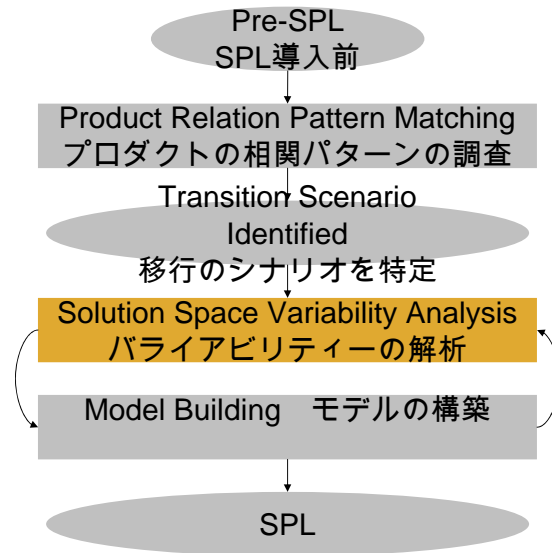 Pre-SPL
SPL導入前
Product Relation Pattern Matching
プロダクトの相関パターンの調査
Transition Scenario
Identified
移行のシナリオを特定
Solution Space Variability Analysis
バライアビリティーの解析
Model Building　モデルの構築
SPL